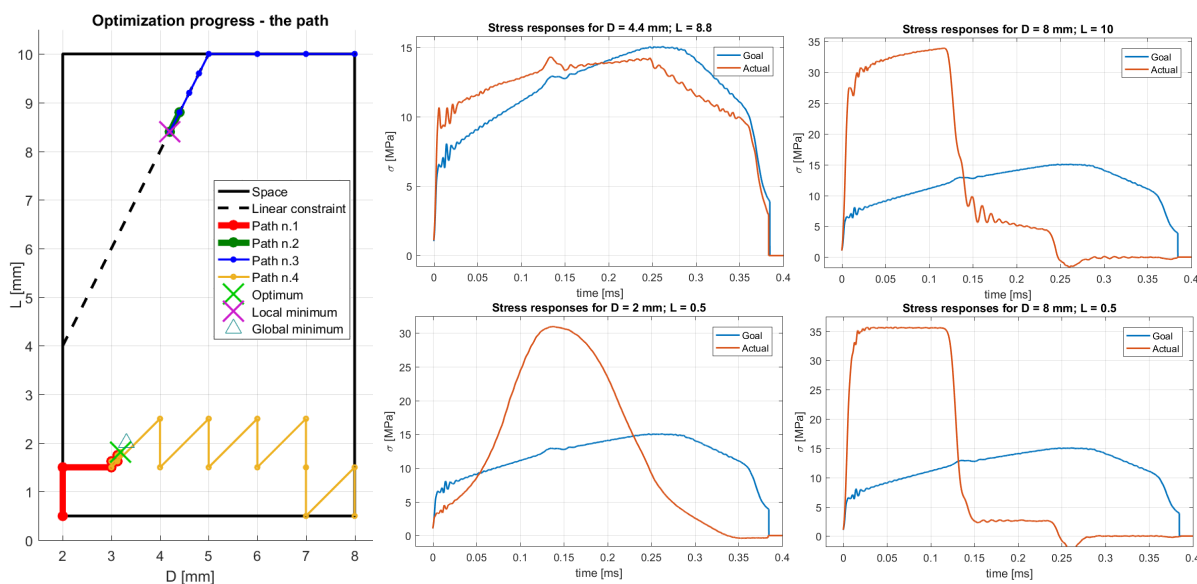 Optimization progress - the path
10
9
8
7
6
5
4
3
2
1
0
L [mm]
2 3 4 5 6 7 8
D [mm]
Space
Linear constraint
Path n.1
Path n.2
Path n.3
Path n.4
Optimum
Local minimum
Global minimum
Stress responses for D = 4.4 mm; L = 8.8
15
10
5
0
σ [MPa]
0 0.05 0.1 0.15 0.2 0.25 0.3 0.35 0.4
time [ms]
Goal
Actual
Stress responses for D = 8 mm; L = 10
35
30
25
20
15
10
5
0
σ [MPa]
0 0.05 0.1 0.15 0.2 0.25 0.3 0.35 0.4
time [ms]
Goal
Actual
Stress responses for D = 2 mm; L = 0.5
30
25
20
15
10
5
0
σ [MPa]
0 0.05 0.1 0.15 0.2 0.25 0.3 0.35 0.4
time [ms]
Goal
Actual
Stress responses for D = 8 mm; L = 0.5
35
30
25
20
15
10
5
0
σ [MPa]
0 0.05 0.1 0.15 0.2 0.25 0.3 0.35 0.4
time [ms]
Goal
Actual